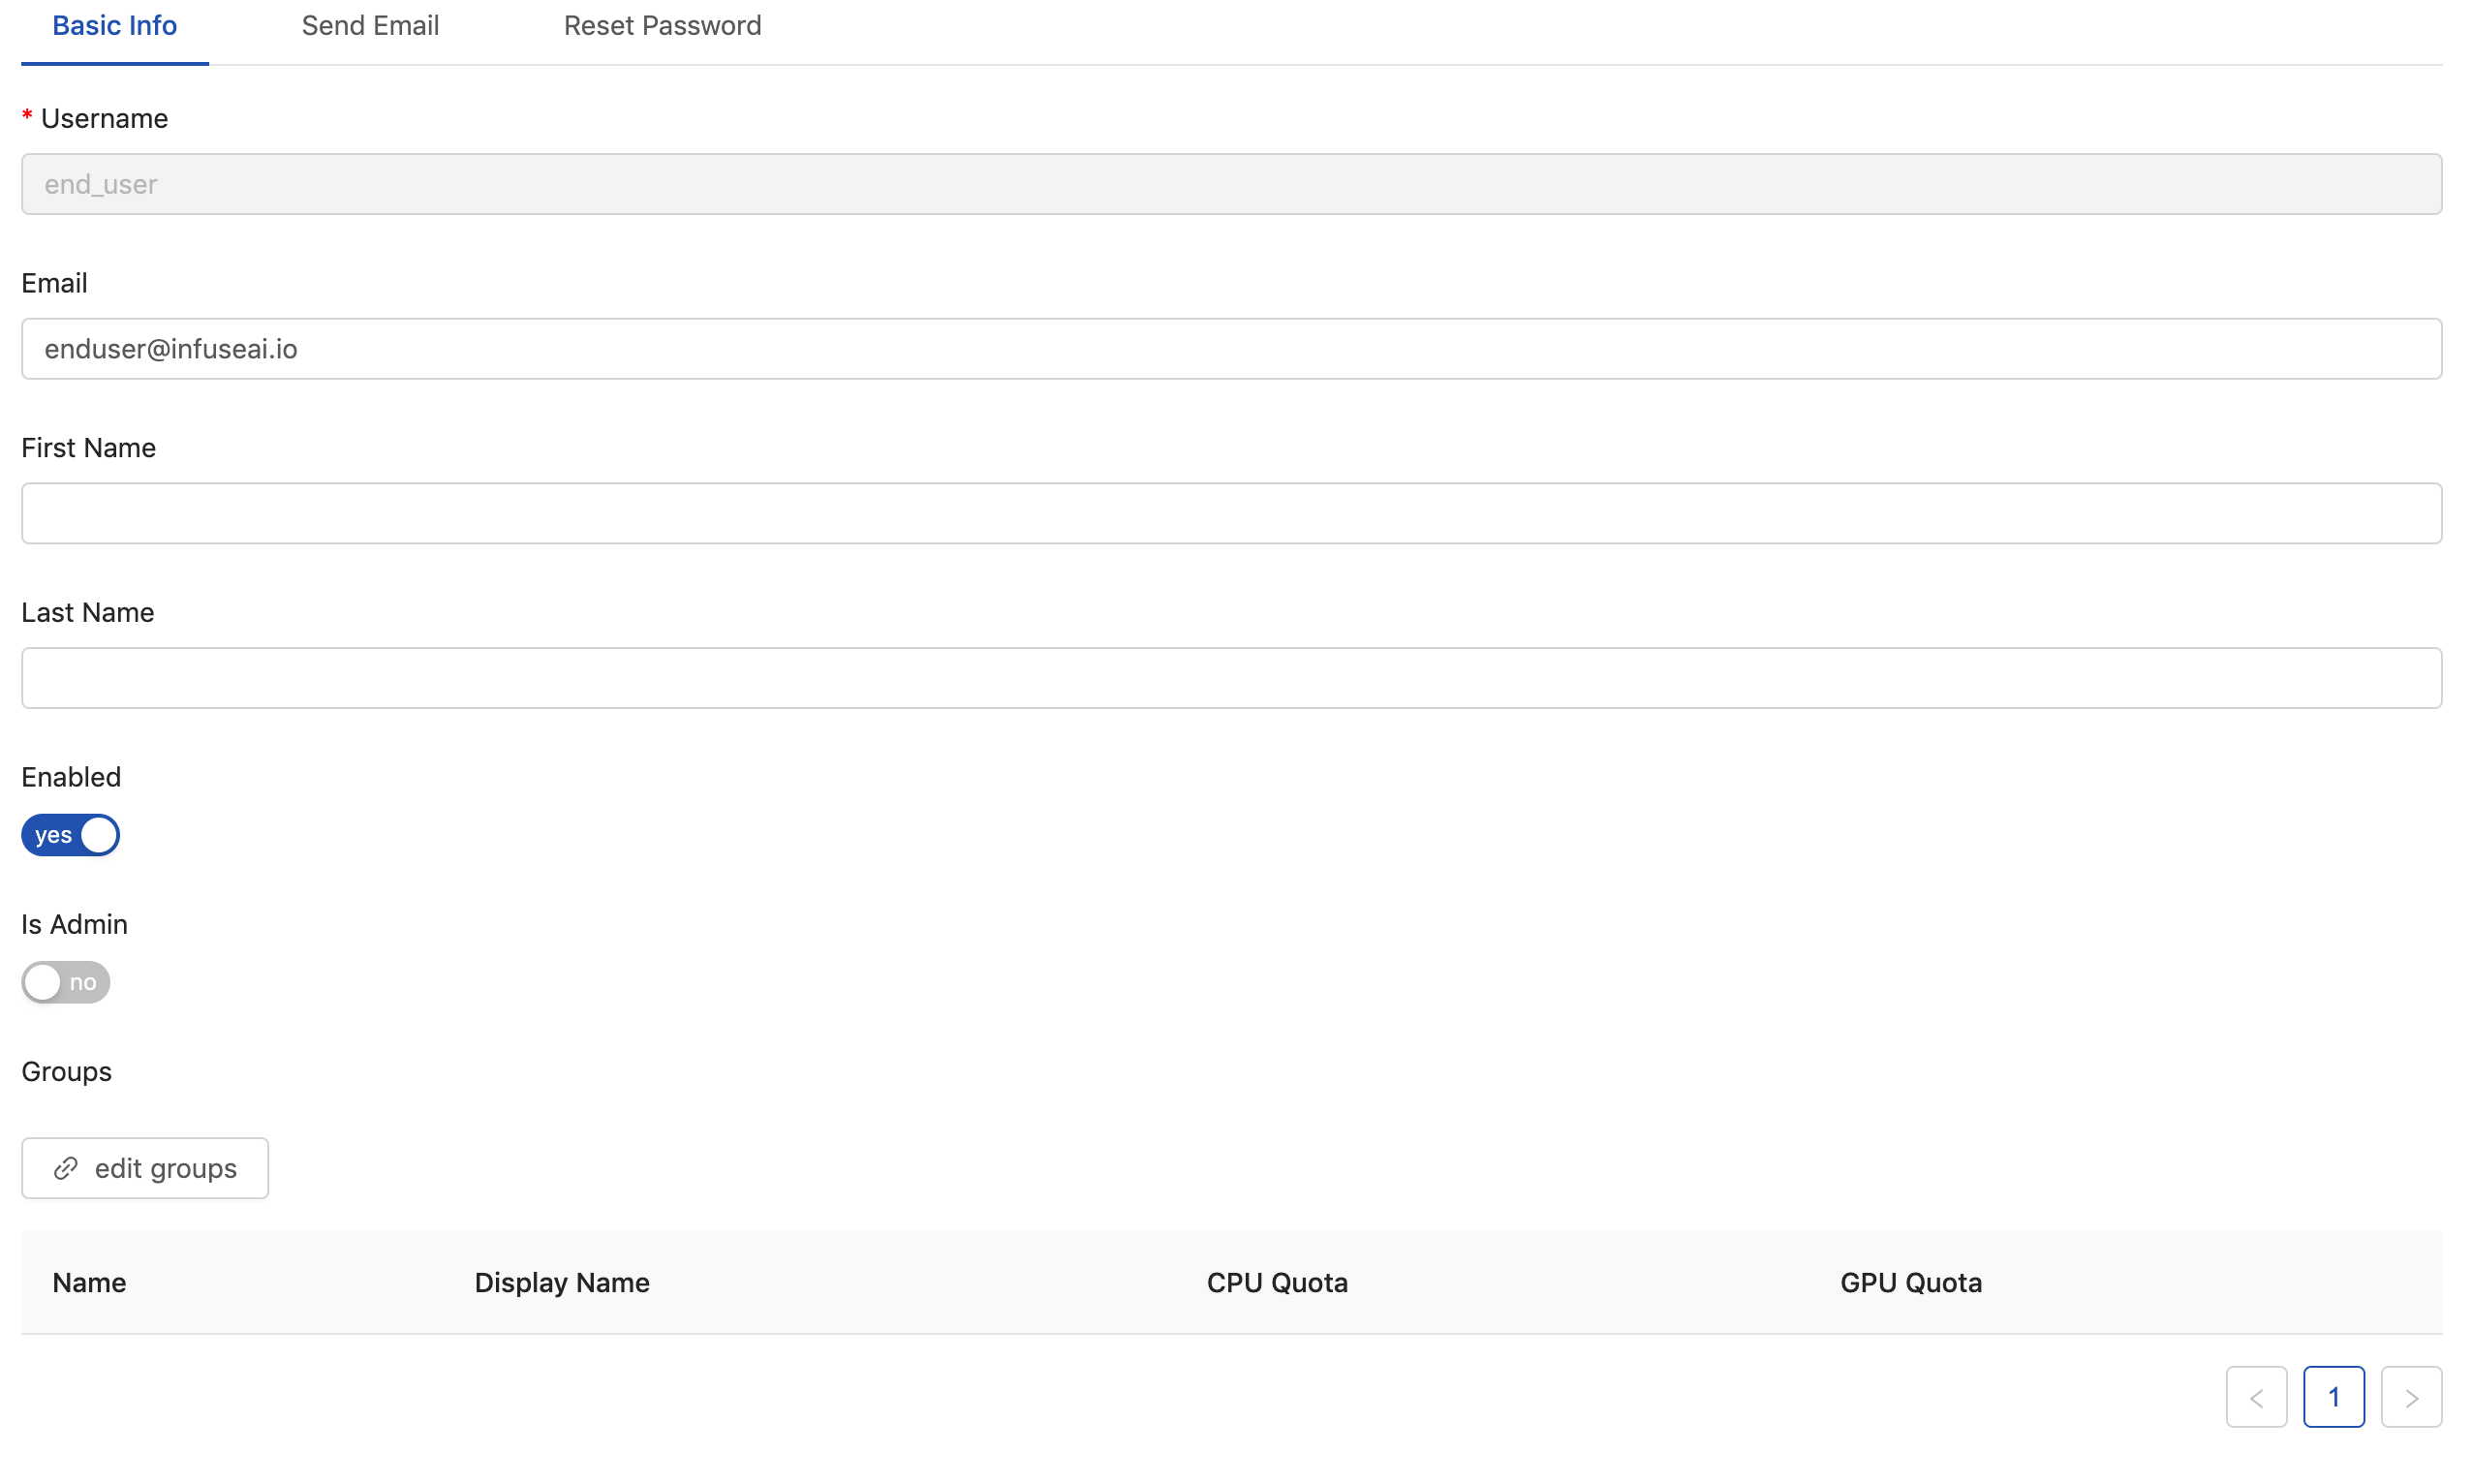 Basic Info Send Email Reset Password
* Username
end_user
Email
enduser@infuseai.io
First Name
Last Name
Enabled
yes
Is Admin
no
Groups
edit groups
Name Display Name CPU Quota GPU Quota
< 1 >